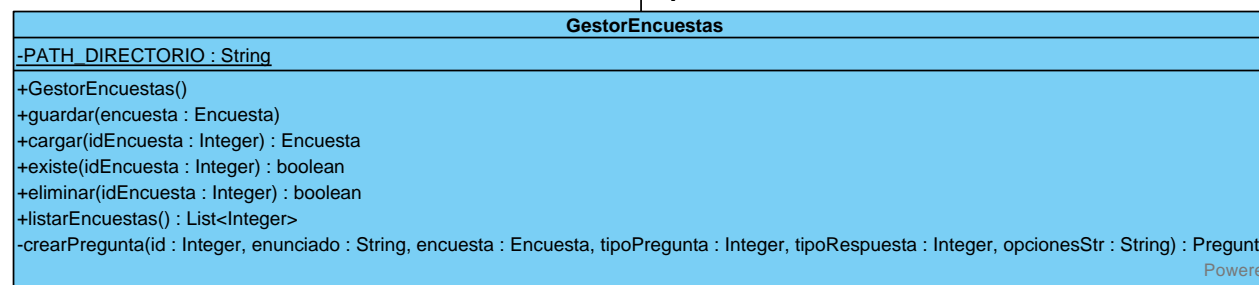 GestorEncuestas
-PATH_DIRECTORIO : String
+GestorEncuestas()
+guardar(encuesta : Encuesta)
+cargar(idEncuesta : Integer) : Encuesta
+existe(idEncuesta : Integer) : boolean
+eliminar(idEncuesta : Integer) : boolean
+listarEncuestas() : List<Integer>
-crearPregunta(id : Integer, enunciado : String, encuesta : Encuesta, tipoPregunta : Integer, tipoRespuesta : Integer, opcionesStr : String) : Pregunt
Powere